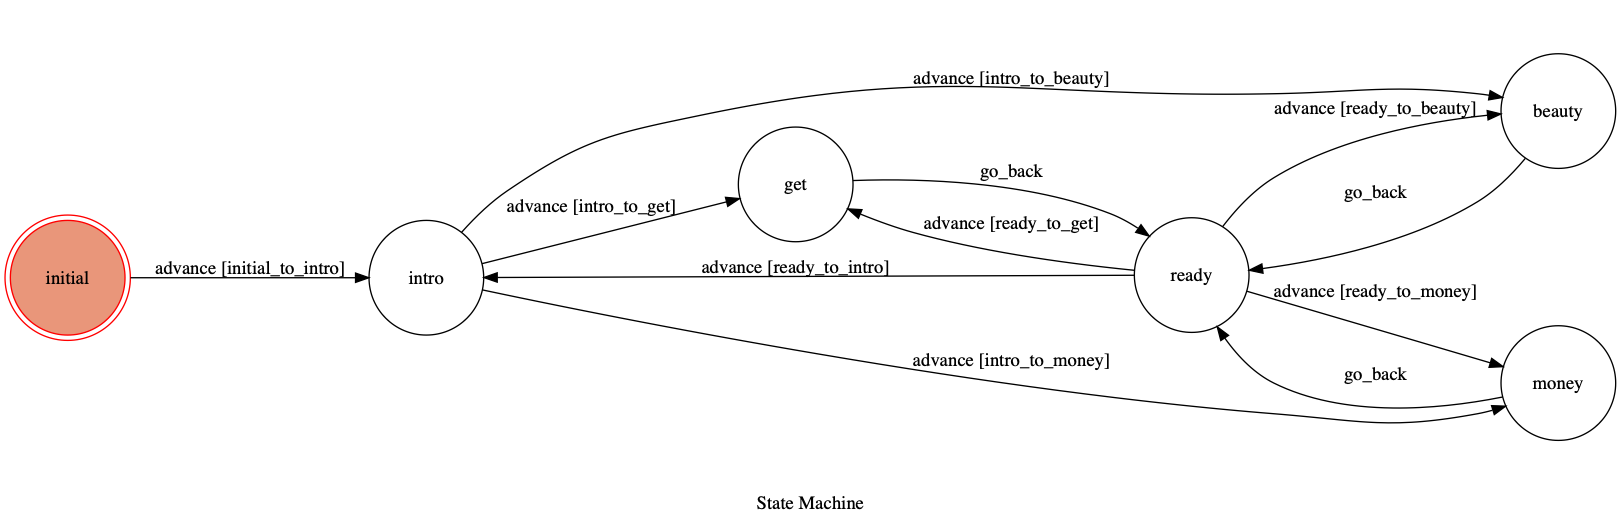 advance [intro_to_beauty]
advance [ready_to_beauty]
beauty
go_back
get
go_back
advance [intro_to_get]
advance [ready_to_get]
initial
advance [initial_to_intro]
intro
advance [ready_to_intro]
ready
advance [ready_to_money]
advance [intro_to_money]
go_back
money
State Machine